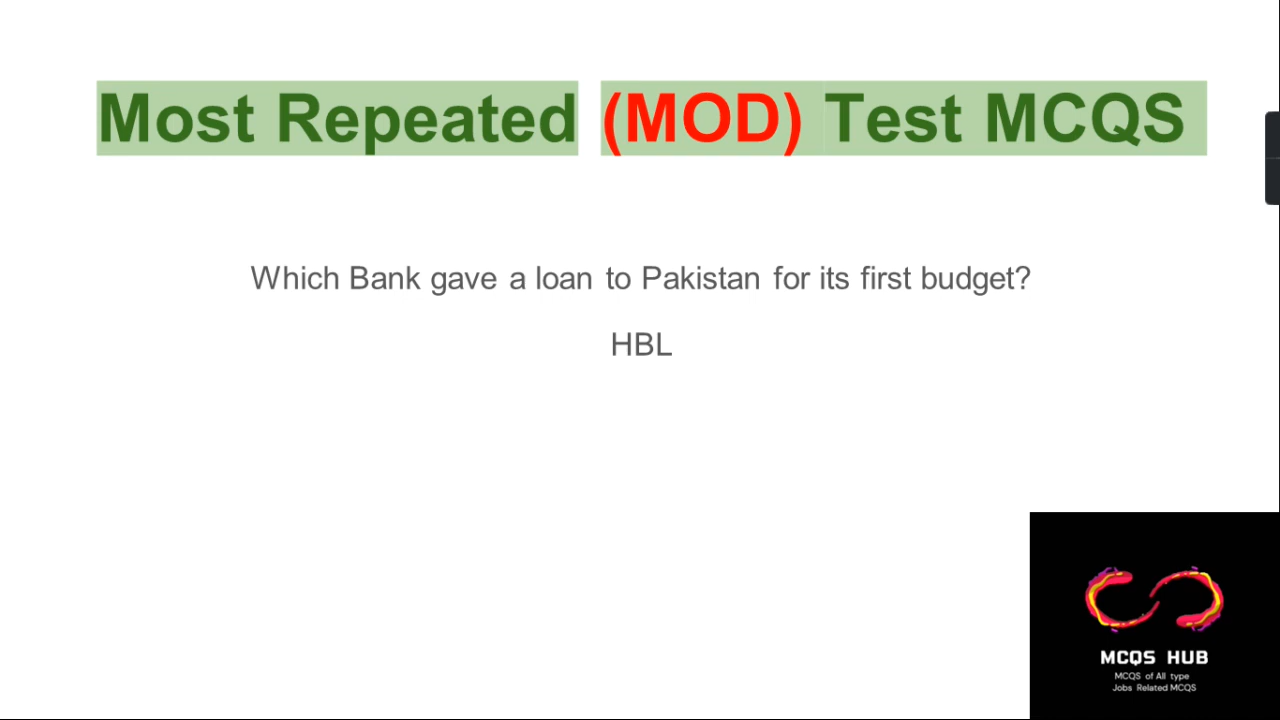 Most Repeated (MOD) Test MCQS
Which Bank gave a loan to Pakistan for its first budget?
HBL
MCQS HUB
MCQS of All type
Jobs Related MCQS